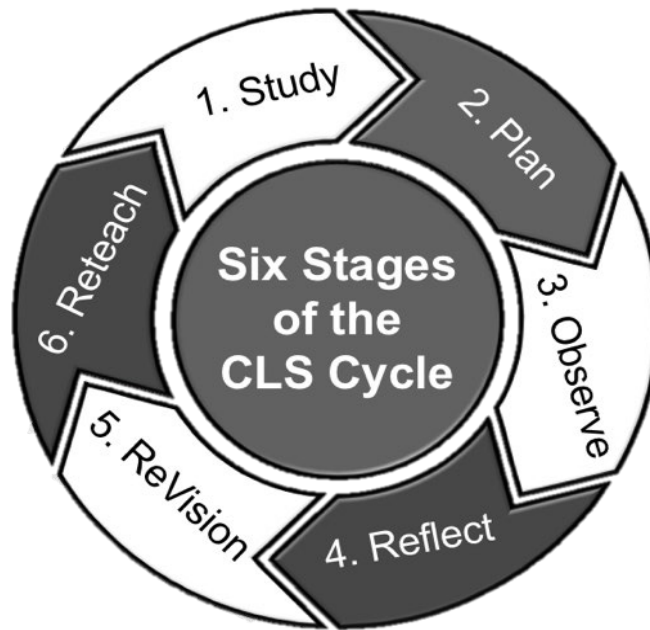 Six Stages
of the
CLS Cycle
1. Study
2. Plan
3. Observe
4. Reflect
5. ReVision
6. Reteach